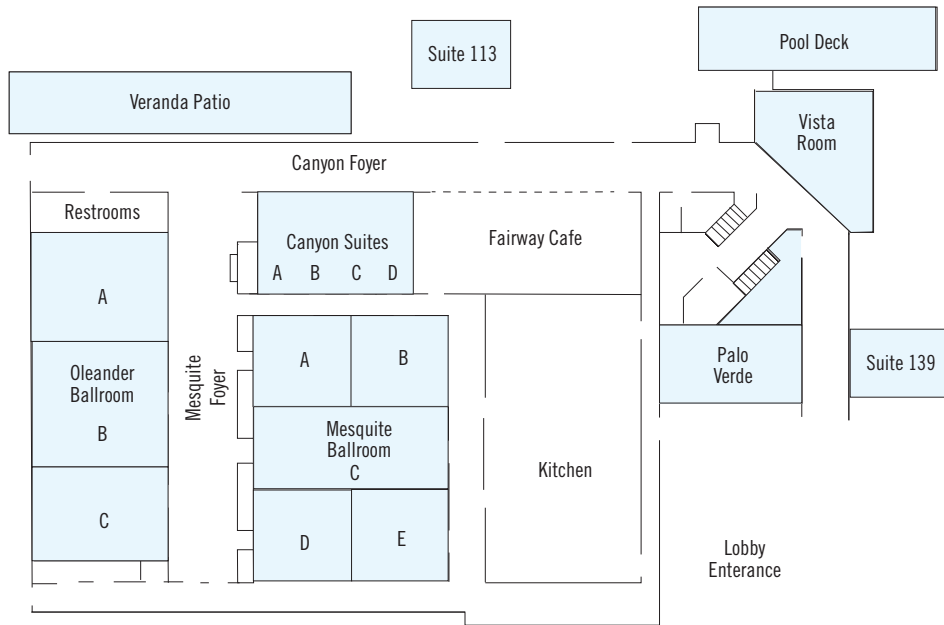 Pool Deck
Suite 113
Veranda Patio
Vista
Room
Canyon Foyer
Restrooms
Canyon Suites
A B C D
Fairway Cafe
A
Oleander
Ballroom
B
C
Mesquite
Foyer
A
B
Mesquite
Ballroom
C
D
E
Kitchen
Palo
Verde
Suite 139
Lobby
Enterance